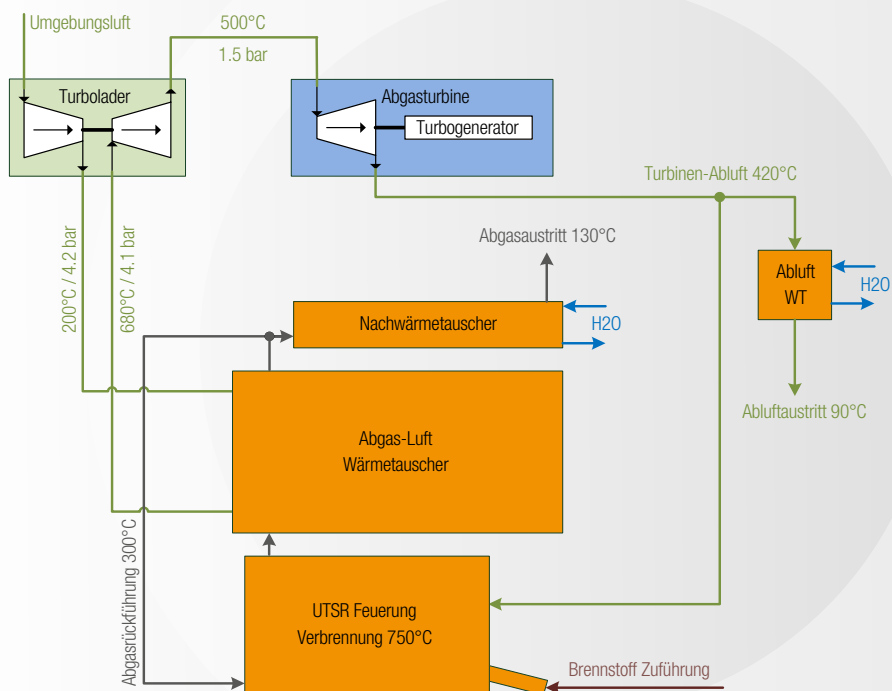 Umgebungsluft
500°C
1.5 bar
Turbolader
Abgasturbine
Turbogenerator
Turbinen-Abluft 420°C
200°C / 4.2 bar
680°C / 4.1 bar
Abgasaustritt 130°C
Abluft
WT
H2O
Nachwärmetauscher
H2O
Abluftaustritt 90°C
Abgas-Luft
Wärmetauscher
Abgasrückführung 300°C
UTSR Feuerung
Verbrennung 750°C
Brennstoff Zuführung